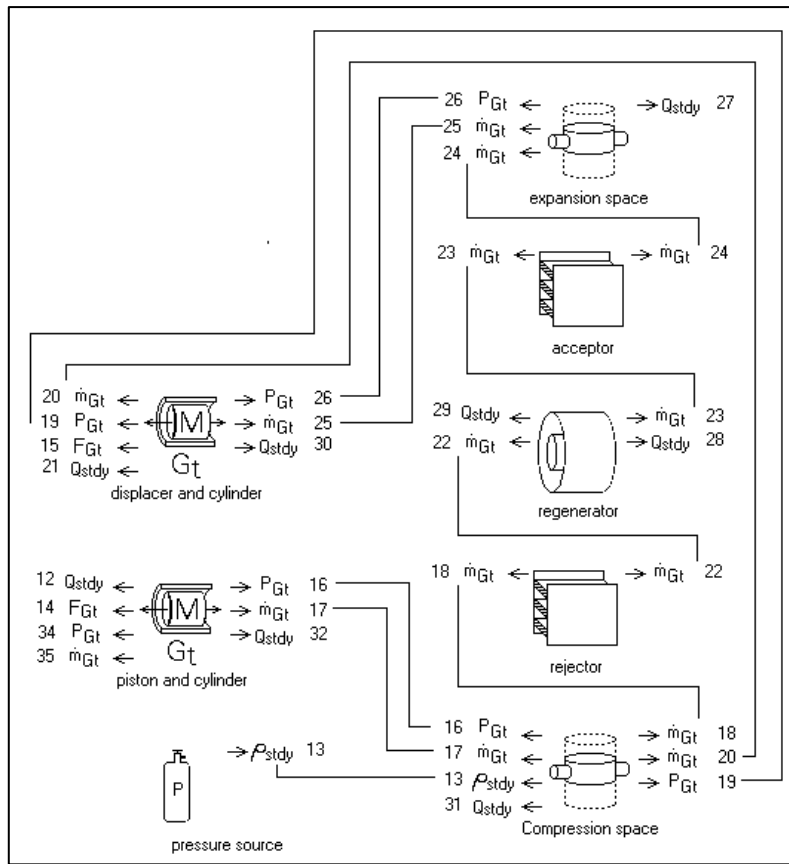 26 PGt
Qstdy 27
25 ṁGt
24 ṁGt
expansion space
23 ṁGt
ṁGt 24
acceptor
20 ṁGt
PGt 26
19 PGt
M
ṁGt 25
15 FGt
Qstdy 30
Gt
21 Qstdy
displacer and cylinder
29 Qstdy
ṁGt 23
22 ṁGt
Qstdy 28
regenerator
12 Qstdy
PGt 16
14 FGt
M
ṁGt 17
34 PGt
Qstdy 32
Gt
35 ṁGt
piston and cylinder
18 ṁGt
ṁGt 22
rejector
16 PGt
ṁGt 18
17 ṁGt
ṁGt 20
13 ρstdy
PGt 19
31 Qstdy
Compression space
ρstdy 13
P
pressure source